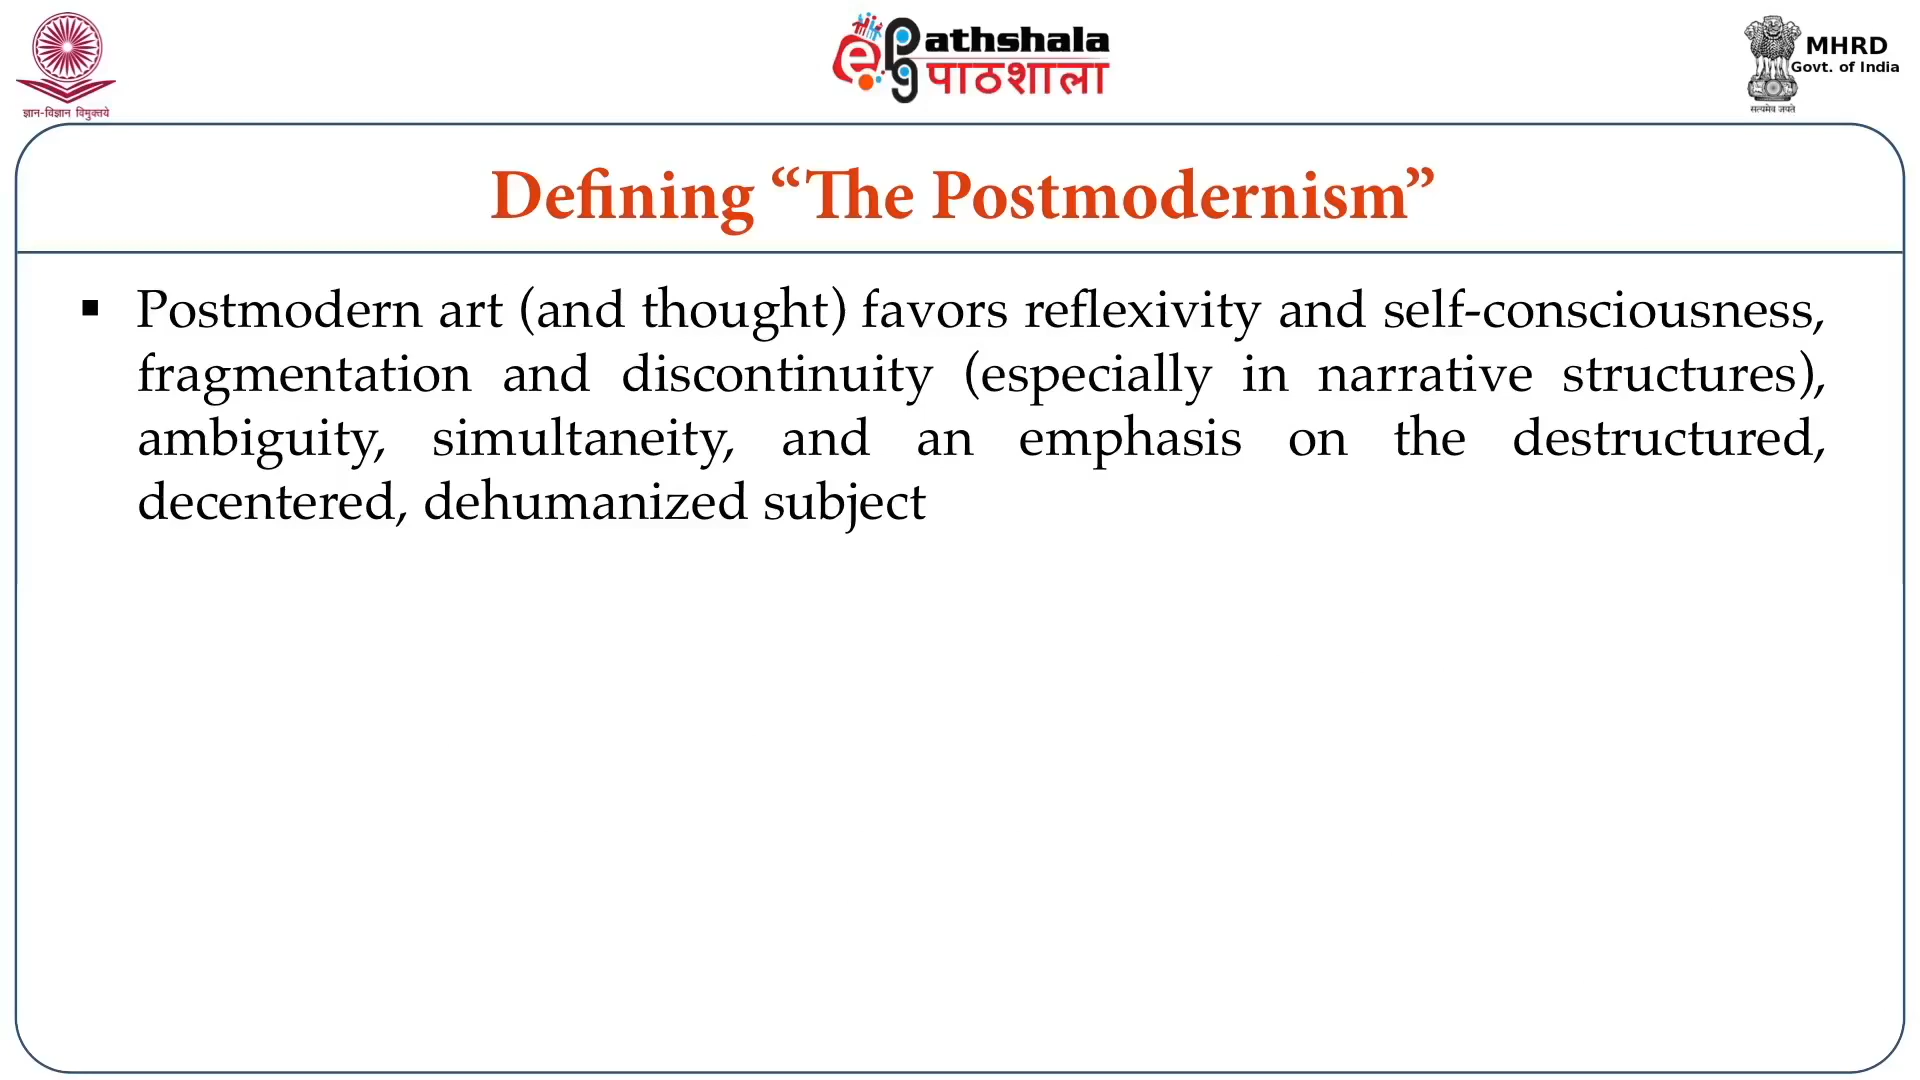 ज्ञान-विज्ञान विमुक्तये
e PG Pathshala
पाठशाला
MHRD
Govt. of India
सत्यमेव जयते
Defining “The Postmodernism”
▪ Postmodern art (and thought) favors reflexivity and self-consciousness,
fragmentation and discontinuity (especially in narrative structures),
ambiguity, simultaneity, and an emphasis on the destructured,
decentered, dehumanized subject